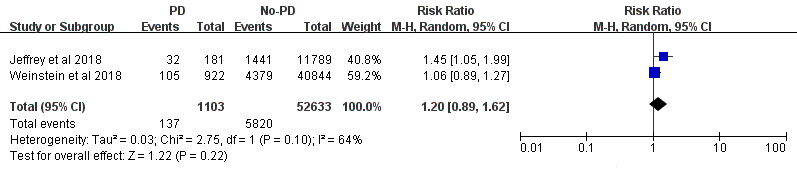 PD No-PD Risk Ratio Risk Ratio
Study or Subgroup Events Total Events Total Weight M-H, Random, 95% CI M-H, Random, 95% CI
Jeffrey et al 2018 32 181 1441 11789 40.8% 1.45 [1.05, 1.99]
Weinstein et al 2018 105 922 4379 40844 59.2% 1.06 [0.89, 1.27]
Total (95% CI) 1103 52633 100.0% 1.20 [0.89, 1.62]
Total events 137 5820
Heterogeneity: Tau² = 0.03; Chi² = 2.75, df = 1 (P = 0.10); I² = 64%
Test for overall effect: Z = 1.22 (P = 0.22)
0.01 0.1 1 10 100